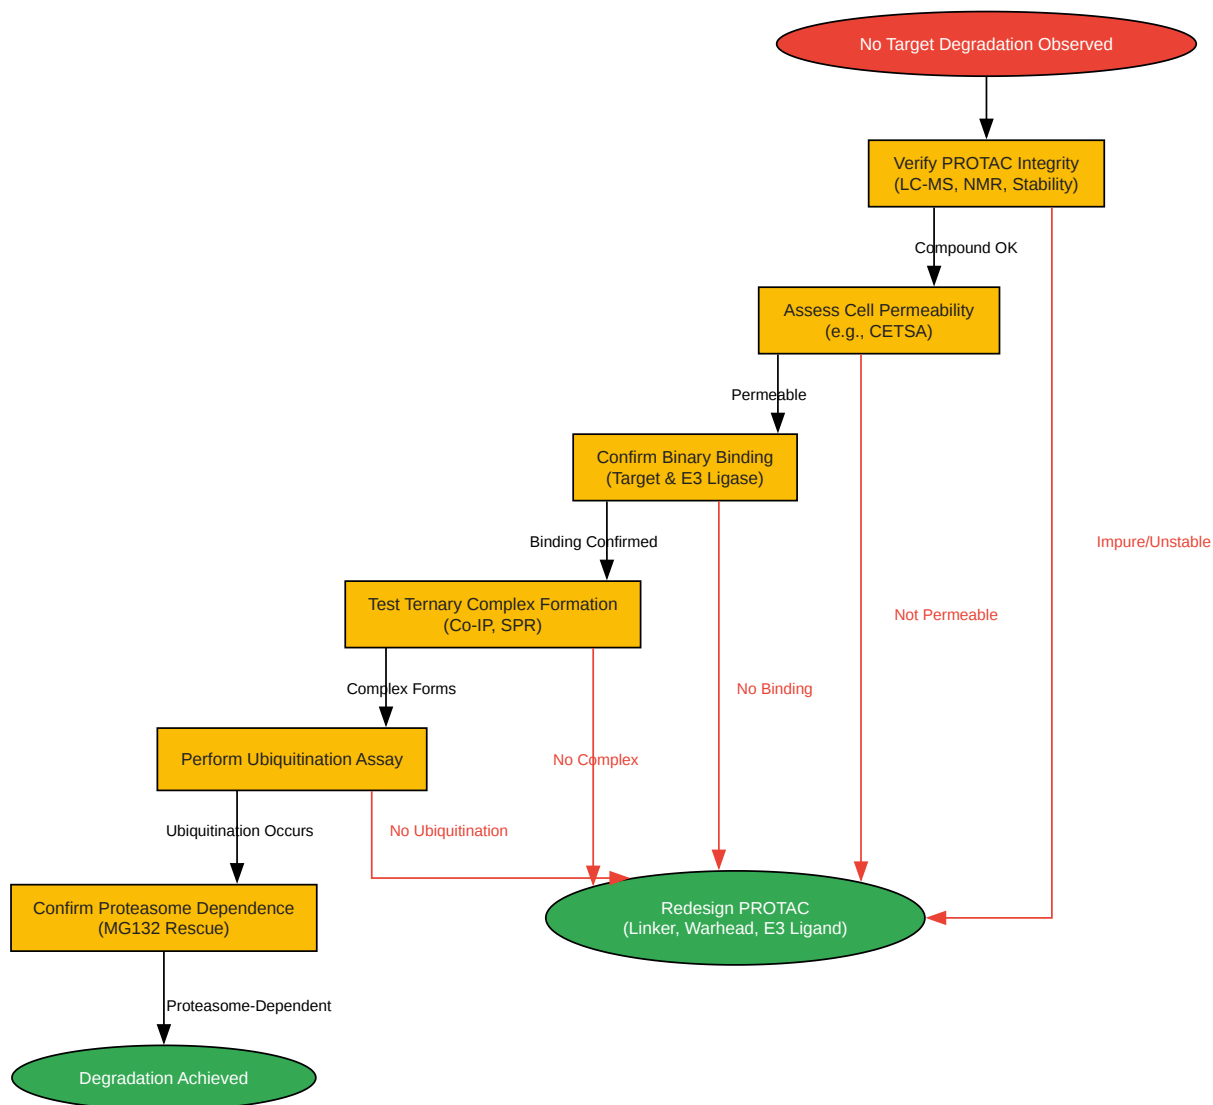 No Target Degradation Observed
Verify PROTAC Integrity
(LC-MS, NMR, Stability)
Compound OK
Assess Cell Permeability
(e.g., CETSA)
Permeable
Confirm Binary Binding
(Target & E3 Ligase)
Binding Confirmed
Impure/Unstable
Test Ternary Complex Formation
(Co-IP, SPR)
Not Permeable
Complex Forms
No Binding
Perform Ubiquitination Assay
No Complex
Ubiquitination Occurs
No Ubiquitination
Confirm Proteasome Dependence
(MG132 Rescue)
Redesign PROTAC
(Linker, Warhead, E3 Ligand)
Proteasome-Dependent
Degradation Achieved